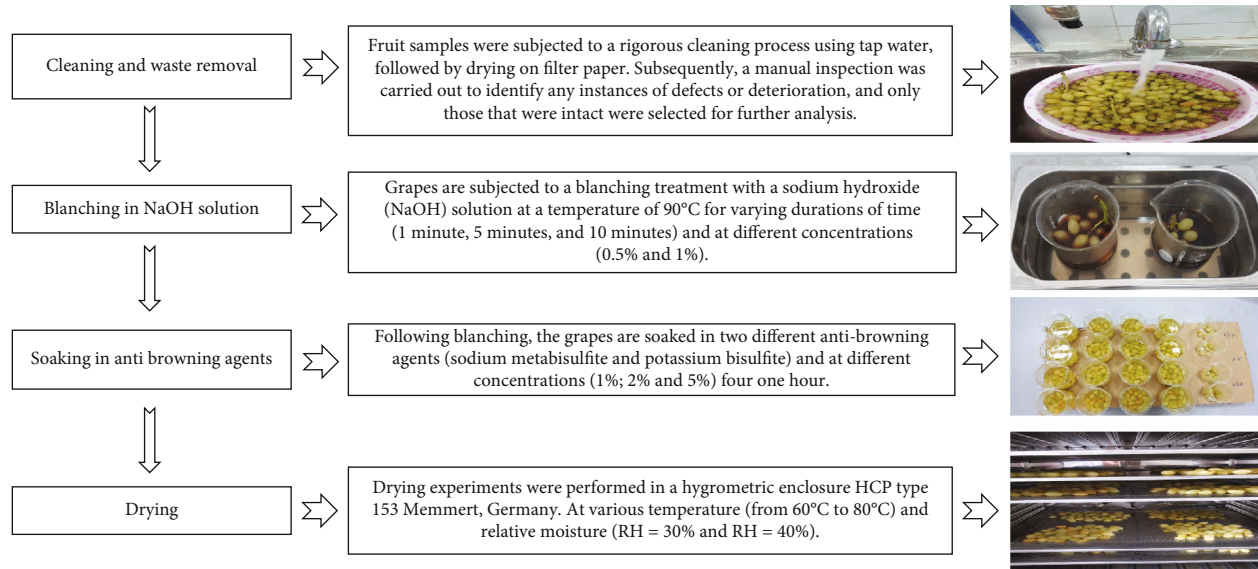 Cleaning and waste removal
Fruit samples were subjected to a rigorous cleaning process using tap water,
followed by drying on filter paper. Subsequently, a manual inspection was
carried out to identify any instances of defects or deterioration, and only
those that were intact were selected for further analysis.
Blanching in NaOH solution
Grapes are subjected to a blanching treatment with a sodium hydroxide
(NaOH) solution at a temperature of 90°C for varying durations of time
(1 minute, 5 minutes, and 10 minutes) and at different concentrations
(0.5% and 1%).
Soaking in anti browning agents
Following blanching, the grapes are soaked in two different anti-browning
agents (sodium metabisulfite and potassium bisulfite) and at different
concentrations (1%; 2% and 5%) four one hour.
Drying
Drying experiments were performed in a hygrometric enclosure HCP type
153 Memmert, Germany. At various temperature (from 60°C to 80°C) and
relative moisture (RH = 30% and RH = 40%).